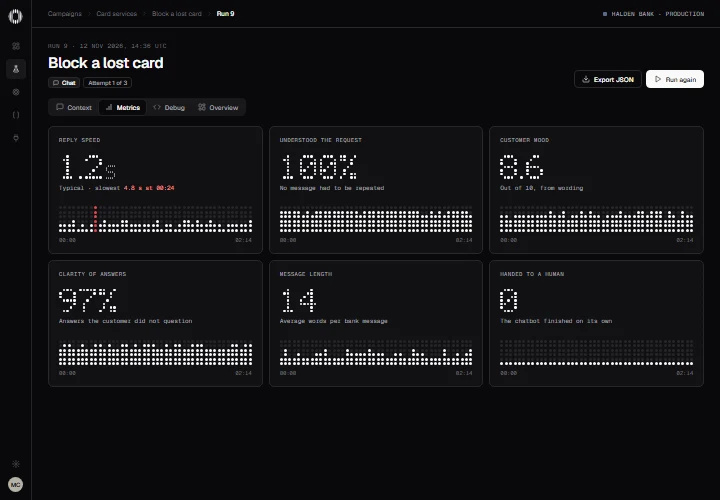 Campaigns / Card services / Block a lost card / Run 9
HALDEN BANK · PRODUCTION
RUN 9 · 12 NOV 2026, 14:38 UTC
Block a lost card
Chat
Attempt 1 of 3
Export JSON
Run again
Context
Metrics
Debug
Overview
REPLY SPEED
1.2s
Typical · slowest 4.8 s at 00:24
00:00
02:14
UNDERSTOOD THE REQUEST
100%
No message had to be repeated
00:00
02:14
CUSTOMER MOOD
8.6
Out of 10, from wording
00:00
02:14
CLARITY OF ANSWERS
97%
Answers the customer did not question
00:00
02:14
MESSAGE LENGTH
14
Average words per bank message
00:00
02:14
HANDED TO A HUMAN
0
The chatbot finished on its own
00:00
02:14
MC